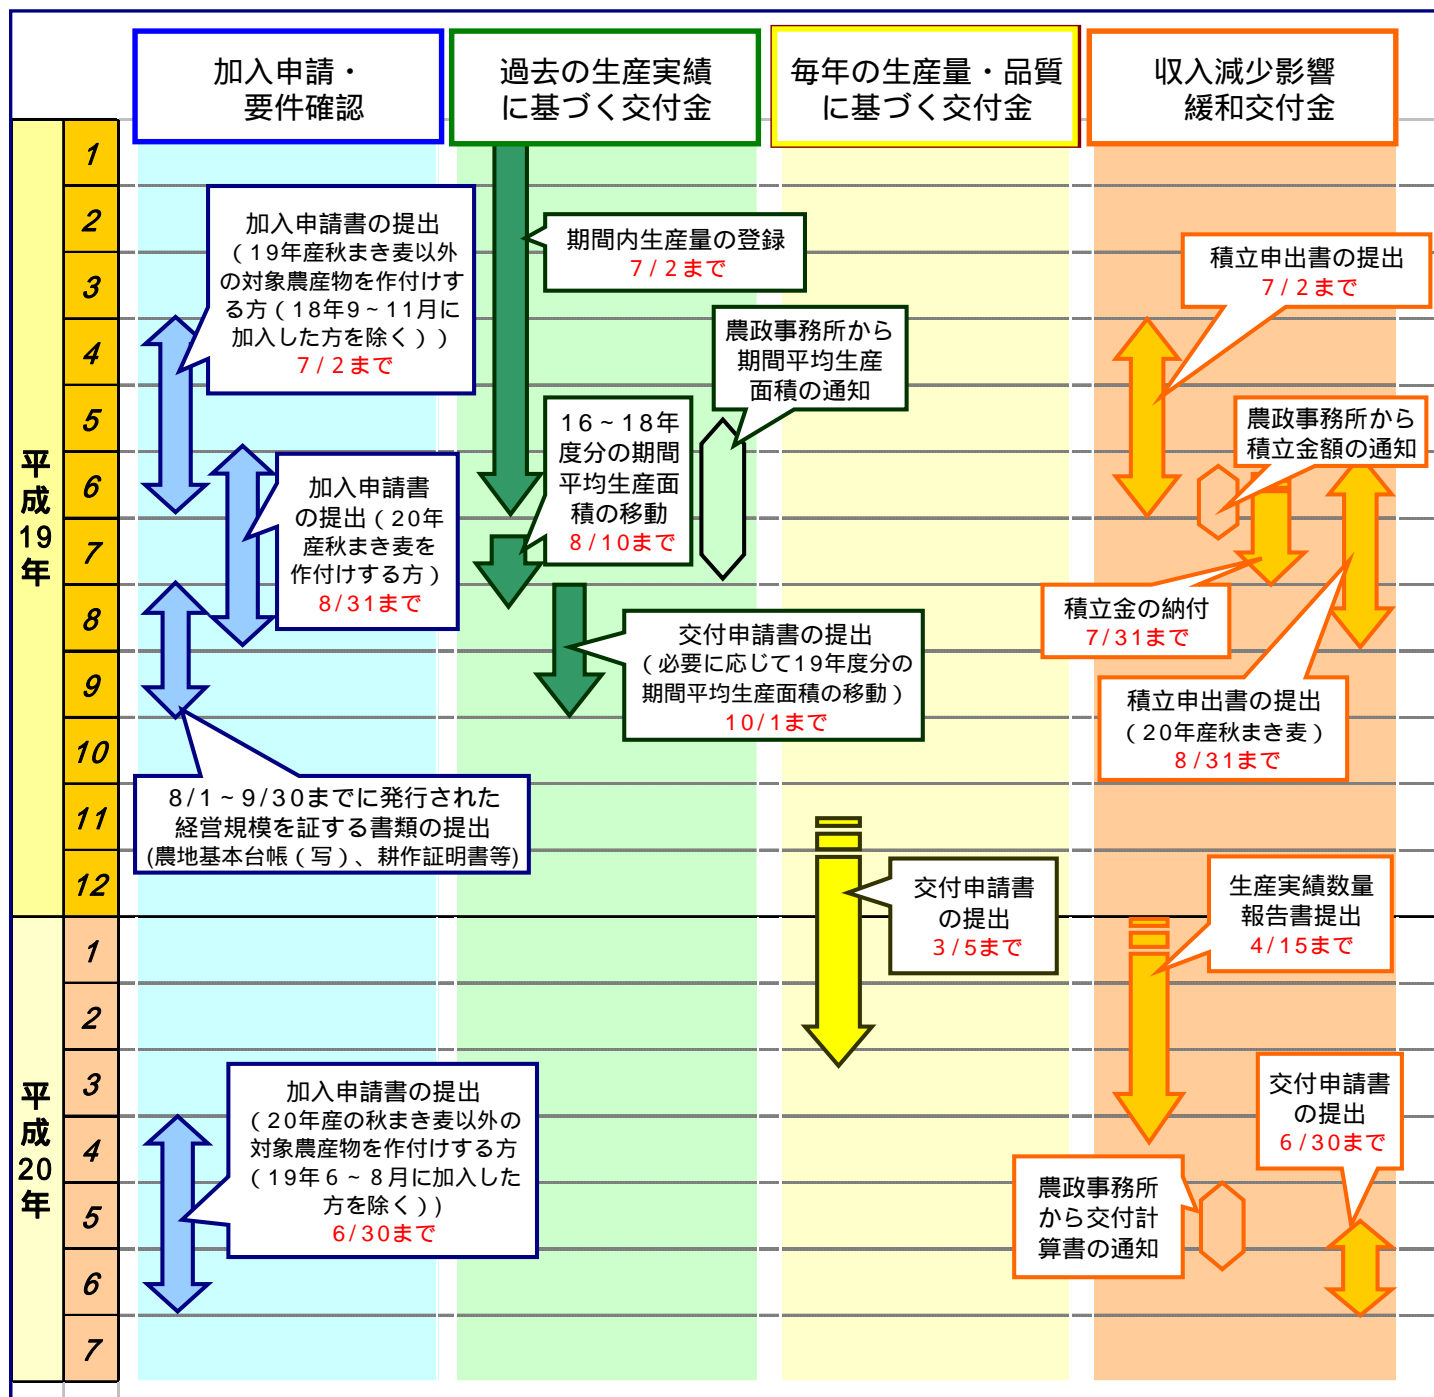 加入申請・
要件確認
過去の生産実績
に基づく交付金
毎年の生産量・品質
に基づく交付金
収入減少影響
緩和交付金
平成19年
1
2
3
4
5
6
7
8
9
10
11
12
平成20年
1
2
3
4
5
6
7
加入申請書の提出
（19年産秋まき麦以外
の対象農産物を作付けす
る方（18年9～11月に
加入した方を除く））
7/2まで
加入申請書
の提出（20年
産秋まき麦を
作付けする方）
8/31まで
8/1～9/30までに発行された
経営規模を証する書類の提出
(農地基本台帳（写）、耕作証明書等)
加入申請書の提出
（20年産の秋まき麦以外の
対象農産物を作付けする方
（19年6～8月に加入した
方を除く））
6/30まで
期間内生産量の登録
7/2まで
農政事務所から
期間平均生産
面積の通知
16～18年
度分の期間
平均生産面
積の移動
8/10まで
交付申請書の提出
（必要に応じて19年度分の
期間平均生産面積の移動）
10/1まで
交付申請書
の提出
3/5まで
積立申出書の提出
7/2まで
農政事務所から
積立金額の通知
積立金の納付
7/31まで
積立申出書の提出
（20年産秋まき麦）
8/31まで
生産実績数量
報告書提出
4/15まで
農政事務所
から交付計
算書の通知
交付申請書
の提出
6/30まで